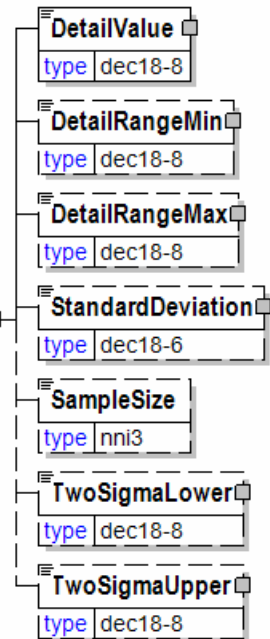 DetailValue
type dec18-8
DetailRangeMin
type dec18-8
DetailRangeMax
type dec18-8
StandardDeviation
type dec18-6
SampleSize
type nni3
TwoSigmaLower
type dec18-8
TwoSigmaUpper
type dec18-8